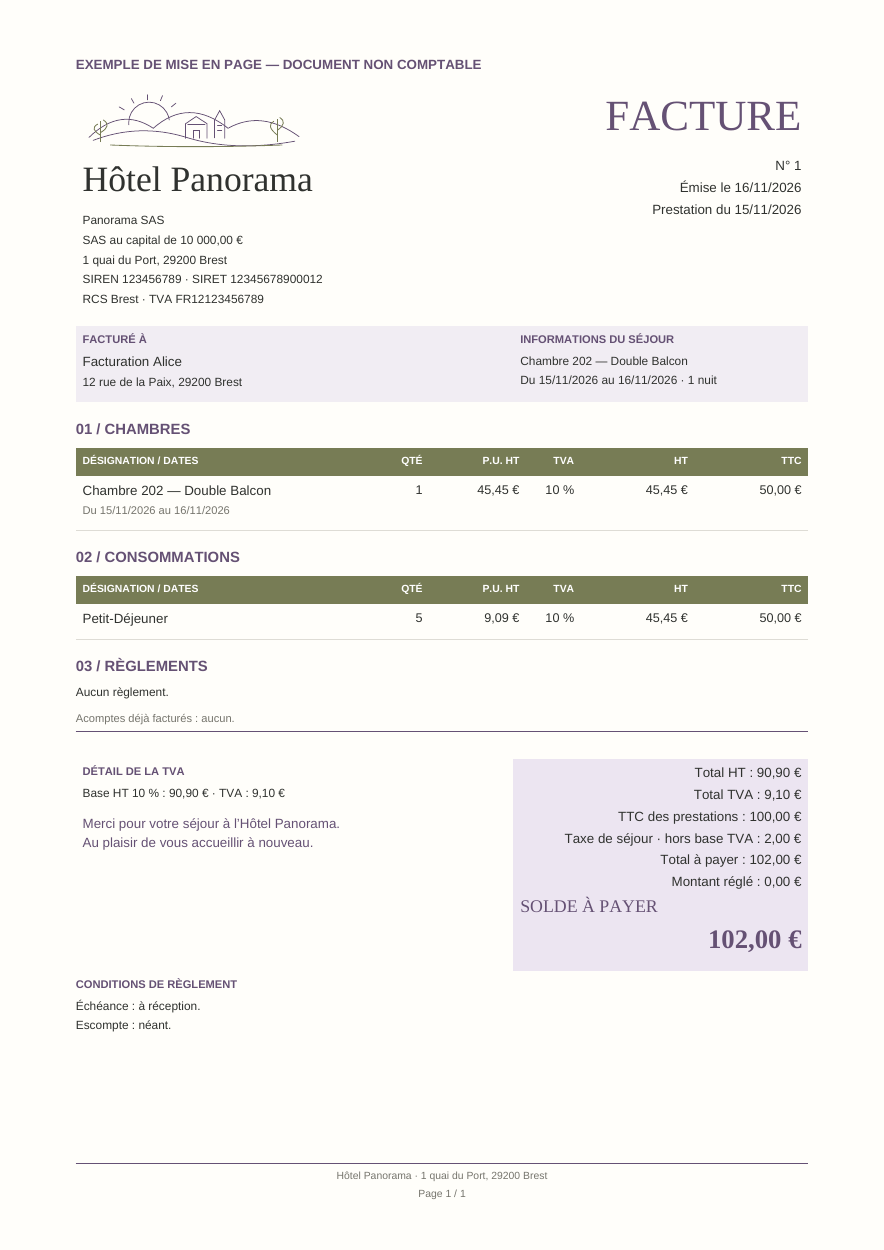 EXEMPLE DE MISE EN PAGE — DOCUMENT NON COMPTABLE
Hôtel Panorama
Panorama SAS
SAS au capital de 10 000,00 €
1 quai du Port, 29200 Brest
SIREN 123456789 · SIRET 12345678900012
RCS Brest · TVA FR12123456789
FACTURE
N° 1
Émise le 16/11/2026
Prestation du 15/11/2026
FACTURÉ À
Facturation Alice
12 rue de la Paix, 29200 Brest
INFORMATIONS DU SÉJOUR
Chambre 202 — Double Balcon
Du 15/11/2026 au 16/11/2026 · 1 nuit
01 / CHAMBRES
DÉSIGNATION / DATES QTÉ P.U. HT TVA HT TTC
Chambre 202 — Double Balcon 1 45,45 € 10 % 45,45 € 50,00 €
Du 15/11/2026 au 16/11/2026
02 / CONSOMMATIONS
DÉSIGNATION / DATES QTÉ P.U. HT TVA HT TTC
Petit-Déjeuner 5 9,09 € 10 % 45,45 € 50,00 €
03 / RÈGLEMENTS
Aucun règlement.
Acomptes déjà facturés : aucun.
DÉTAIL DE LA TVA
Base HT 10 % : 90,90 € · TVA : 9,10 €
Merci pour votre séjour à l'Hôtel Panorama.
Au plaisir de vous accueillir à nouveau.
Total HT : 90,90 €
Total TVA : 9,10 €
TTC des prestations : 100,00 €
Taxe de séjour · hors base TVA : 2,00 €
Total à payer : 102,00 €
Montant réglé : 0,00 €
SOLDE À PAYER
102,00 €
CONDITIONS DE RÈGLEMENT
Échéance : à réception.
Escompte : néant.
Hôtel Panorama · 1 quai du Port, 29200 Brest
Page 1 / 1